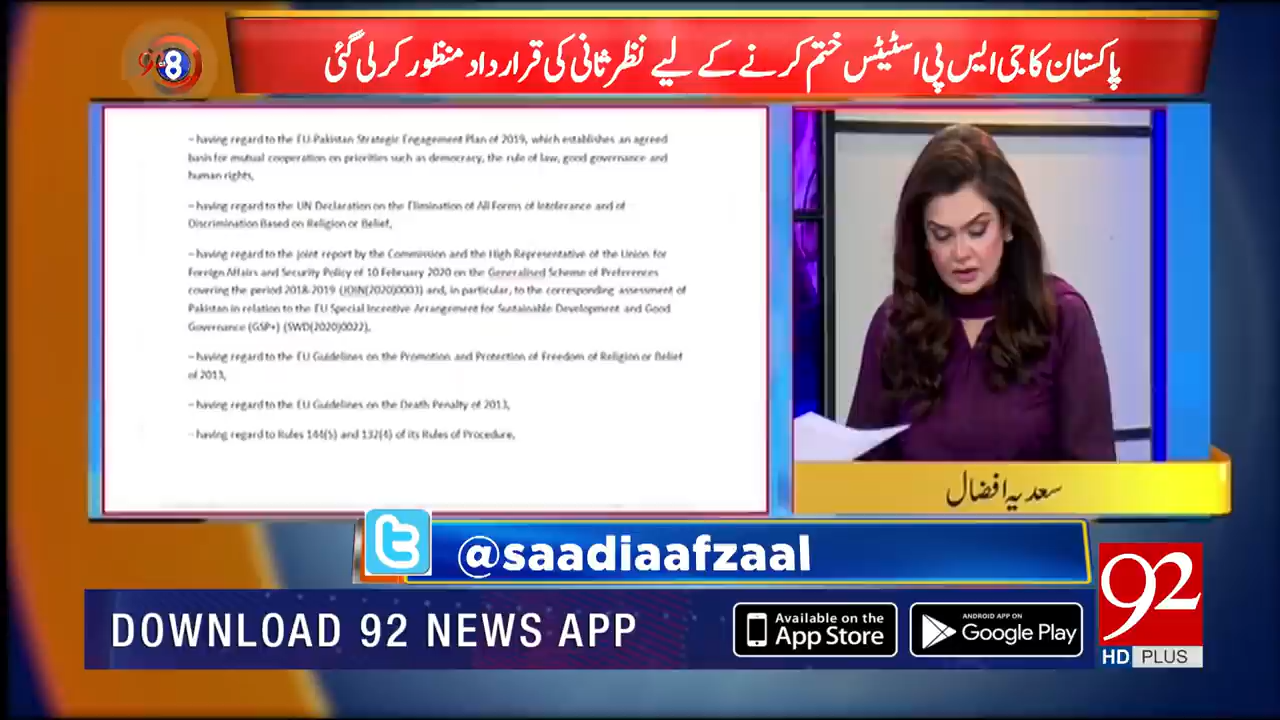 پاکستان کا جی ایس پی اسٹیٹس ختم کرنے کے لیے نظر ثانی کی قرارداد منظور کر لی گئی
92 at 8
– having regard to the EU-Pakistan Strategic Engagement Plan of 2019, which establishes an agreed
basis for mutual cooperation on priorities such as democracy, the rule of law, good governance and
human rights,
– having regard to the UN Declaration on the Elimination of All Forms of Intolerance and of
Discrimination Based on Religion or Belief,
– having regard to the joint report by the Commission and the High Representative of the Union for
Foreign Affairs and Security Policy of 10 February 2020 on the Generalised Scheme of Preferences
covering the period 2018-2019 (JOIN(2020)0003) and, in particular, to the corresponding assessment of
Pakistan in relation to the EU Special Incentive Arrangement for Sustainable Development and Good
Governance (GSP+) (SWD(2020)0022),
– having regard to the EU Guidelines on the Promotion and Protection of Freedom of Religion or Belief
of 2013,
– having regard to the EU Guidelines on the Death Penalty of 2013,
– having regard to Rules 144(5) and 132(4) of its Rules of Procedure,
سعدیہ افضال
@saadiaafzaal
DOWNLOAD 92 NEWS APP
Available on the
App Store
ANDROID APP ON
Google Play
92
HD PLUS